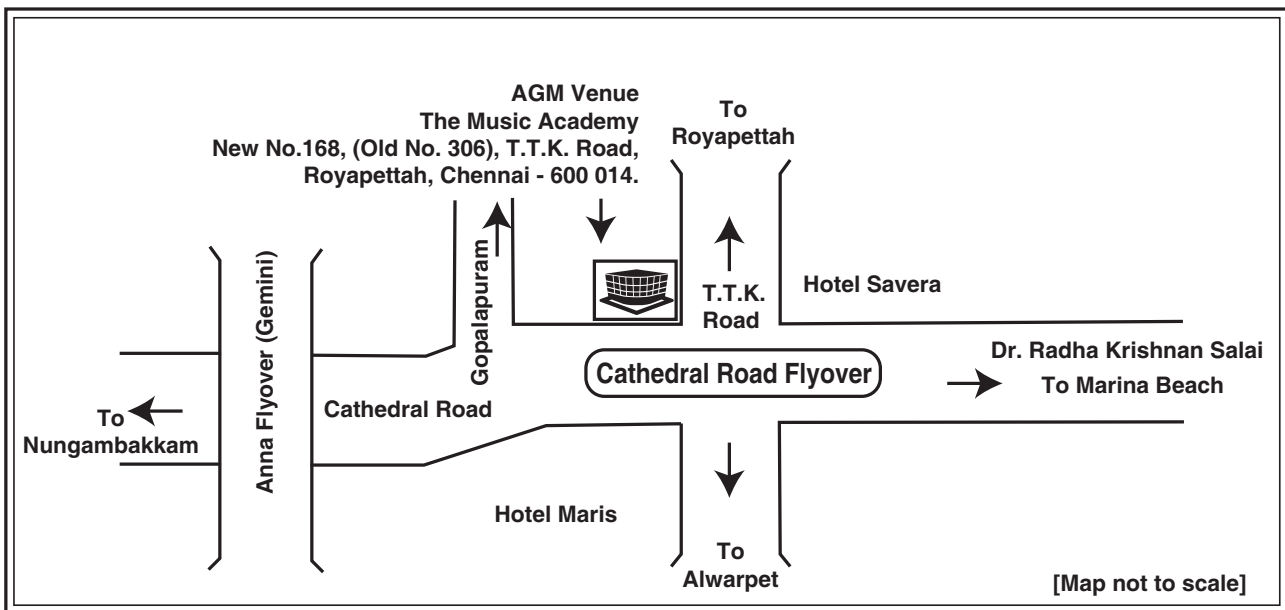 AGM Venue
The Music Academy
New No.168, (Old No. 306), T.T.K. Road,
Royapettah, Chennai - 600 014.
To
Royapettah
Gopalapuram
Anna Flyover (Gemini)
T.T.K.
Road
Hotel Savera
Cathedral Road Flyover
Dr. Radha Krishnan Salai
To Marina Beach
Cathedral Road
To
Nungambakkam
Hotel Maris
To
Alwarpet
[Map not to scale]